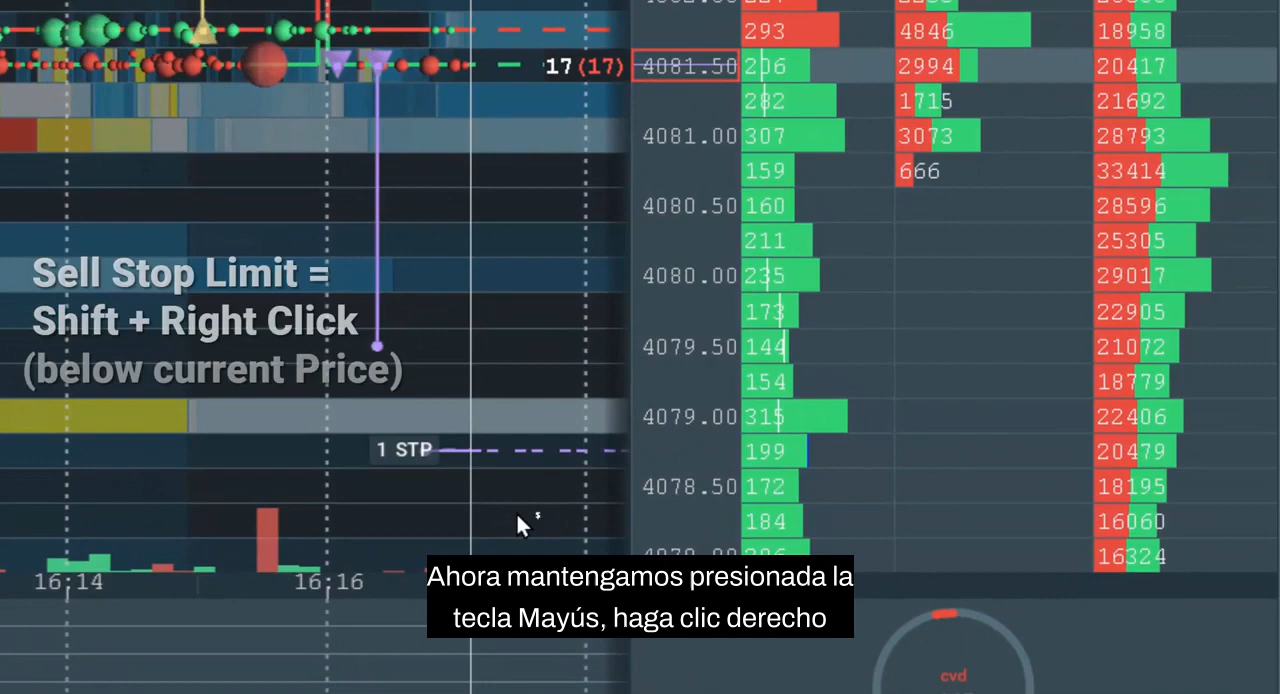 293 4846 18958
17(17) 4081.50 206 2994 20417
282 1715 21692
4081.00 307 3073 28793
159 666 33414
4080.50 160 28596
211 25305
Sell Stop Limit =
4080.00 235 29017
Shift + Right Click
173 22905
(below current Price)
4079.50 144 21072
154 18779
4079.00 315 22406
1 STP 199 20479
4078.50 172 18195
184 16060
16324
16:14 16:16
Ahora mantengamos presionada la
tecla Mayús, haga clic derecho
cvd